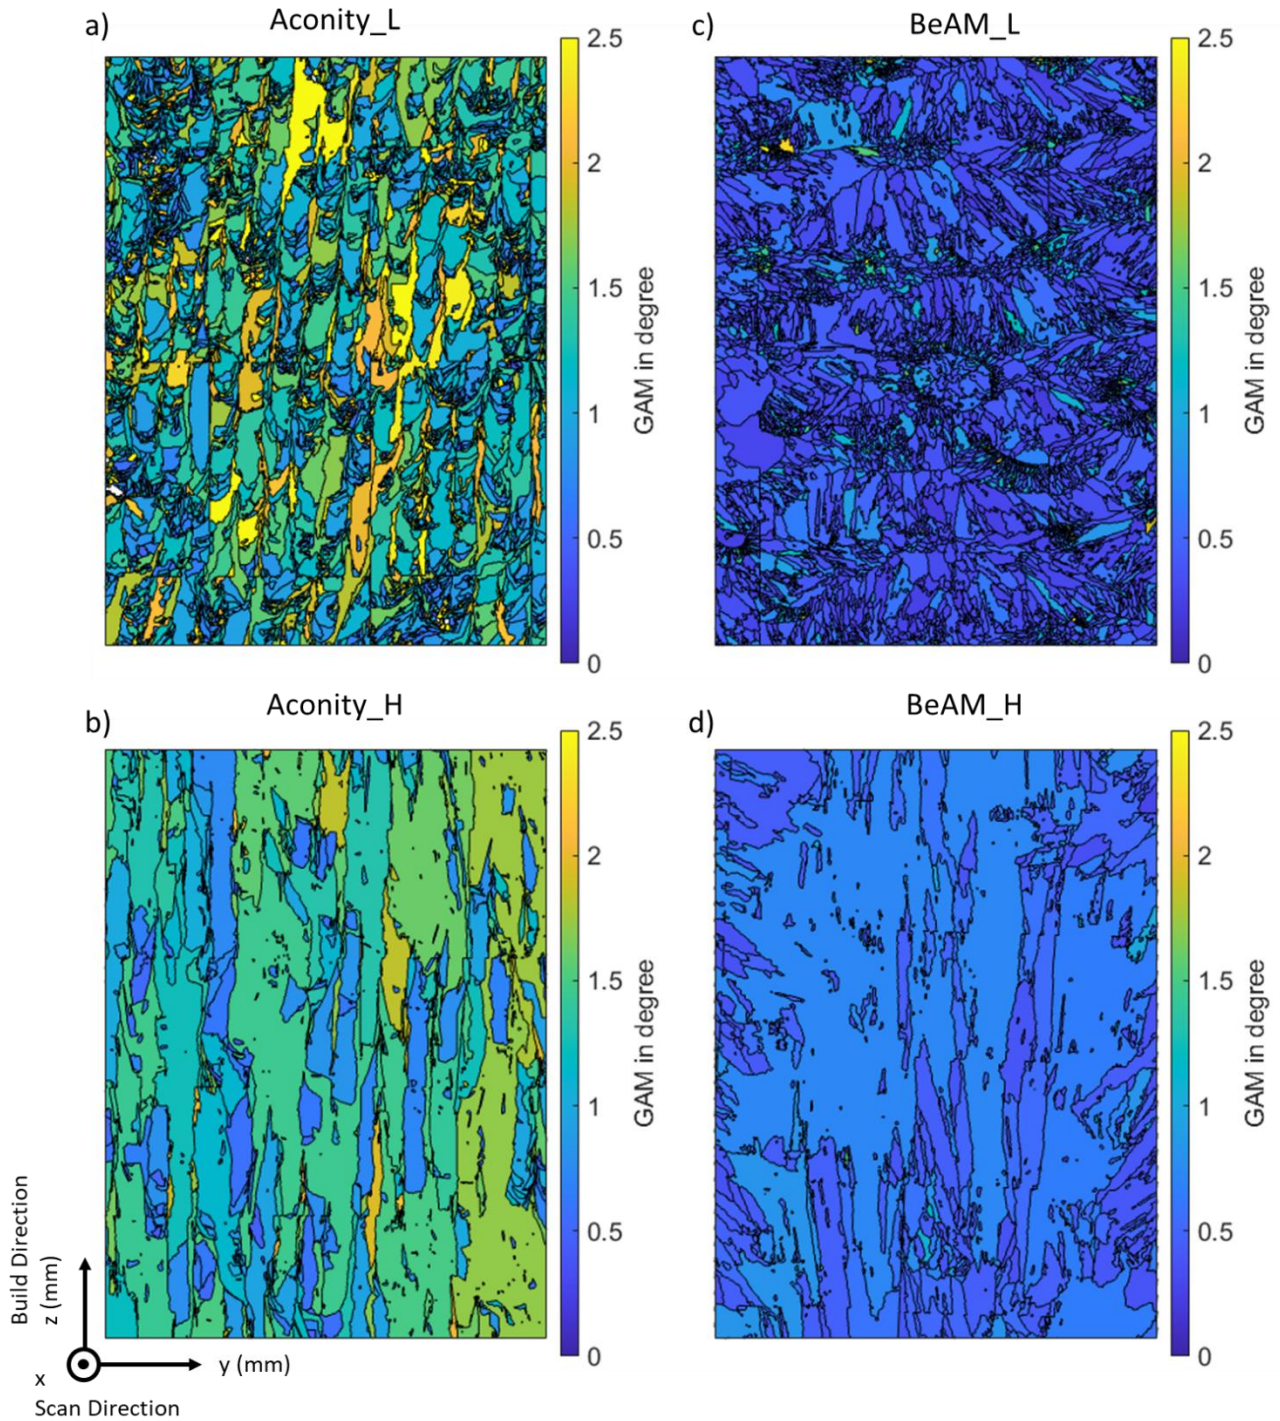 a)
Aconity_L
2.5
2
1.5
1
0.5
0
GAM in degree
c)
BeAM_L
2.5
2
1.5
1
0.5
0
GAM in degree
b)
Aconity_H
2.5
2
1.5
1
0.5
0
GAM in degree
d)
BeAM_H
2.5
2
1.5
1
0.5
0
GAM in degree
Build Direction
z (mm)
y (mm)
x
Scan Direction